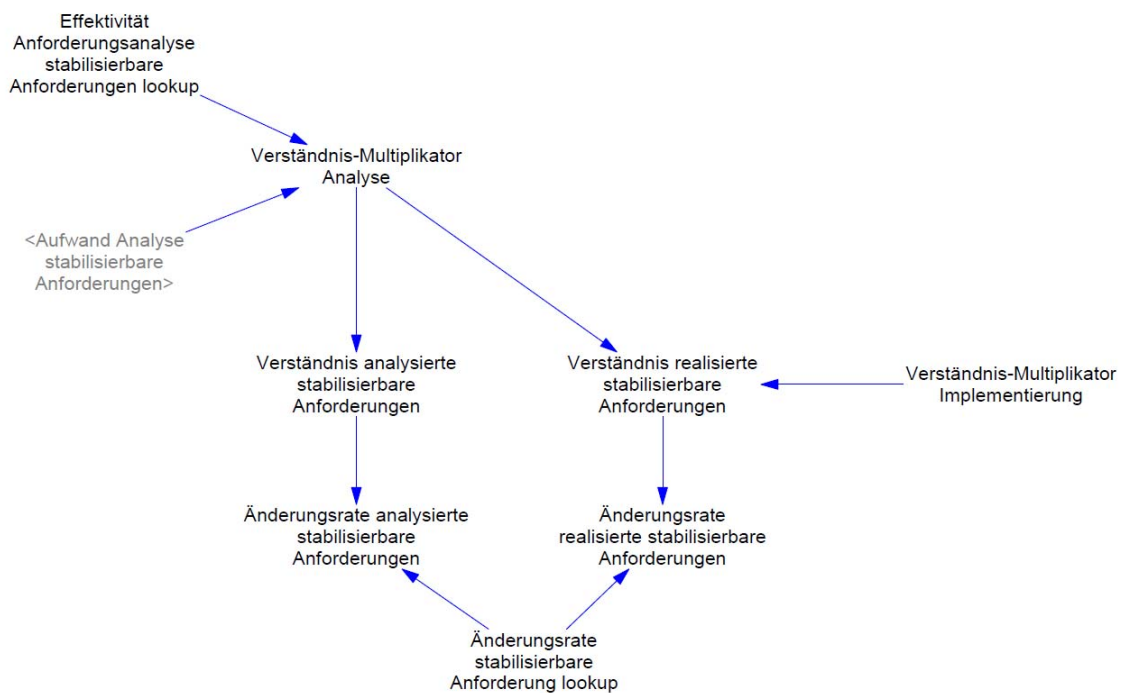 Effektivität
Anforderungsanalyse
stabilisierbare
Anforderungen lookup
Verständnis-Multiplikator
Analyse
<Aufwand Analyse
stabilisierbare
Anforderungen>
Verständnis analysierte
stabilisierbare
Anforderungen
Verständnis realisierte
stabilisierbare
Anforderungen
Verständnis-Multiplikator
Implementierung
Änderungsrate analysierte
stabilisierbare
Anforderungen
Änderungsrate
realisierte stabilisierbare
Anforderungen
Änderungsrate
stabilisierbare
Anforderung lookup